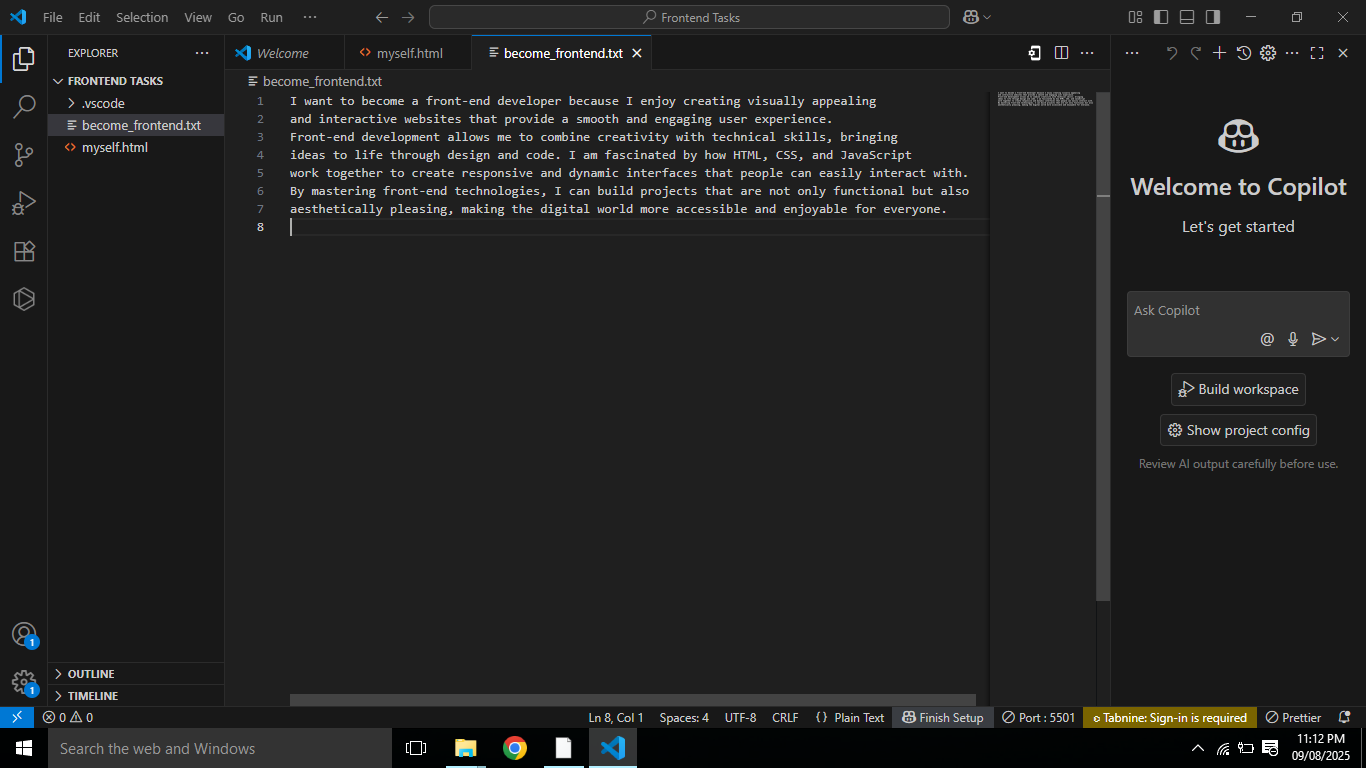 File Edit Selection View Go Run ···
Frontend Tasks
EXPLORER
FRONTEND TASKS
.vscode
become_frontend.txt
myself.html
OUTLINE
TIMELINE
Welcome
myself.html
become_frontend.txt
become_frontend.txt
1 I want to become a front-end developer because I enjoy creating visually appealing
2 and interactive websites that provide a smooth and engaging user experience.
3 Front-end development allows me to combine creativity with technical skills, bringing
4 ideas to life through design and code. I am fascinated by how HTML, CSS, and JavaScript
5 work together to create responsive and dynamic interfaces that people can easily interact with.
6 By mastering front-end technologies, I can build projects that are not only functional but also
7 aesthetically pleasing, making the digital world more accessible and enjoyable for everyone.
8
Welcome to Copilot
Let's get started
Ask Copilot
Build workspace
Show project config
Review AI output carefully before use.
1
1
0 0
Ln 8, Col 1 Spaces: 4 UTF-8 CRLF {} Plain Text Finish Setup Port : 5501 Tabnine: Sign-in is required Prettier
Search the web and Windows
11:12 PM
09/08/2025